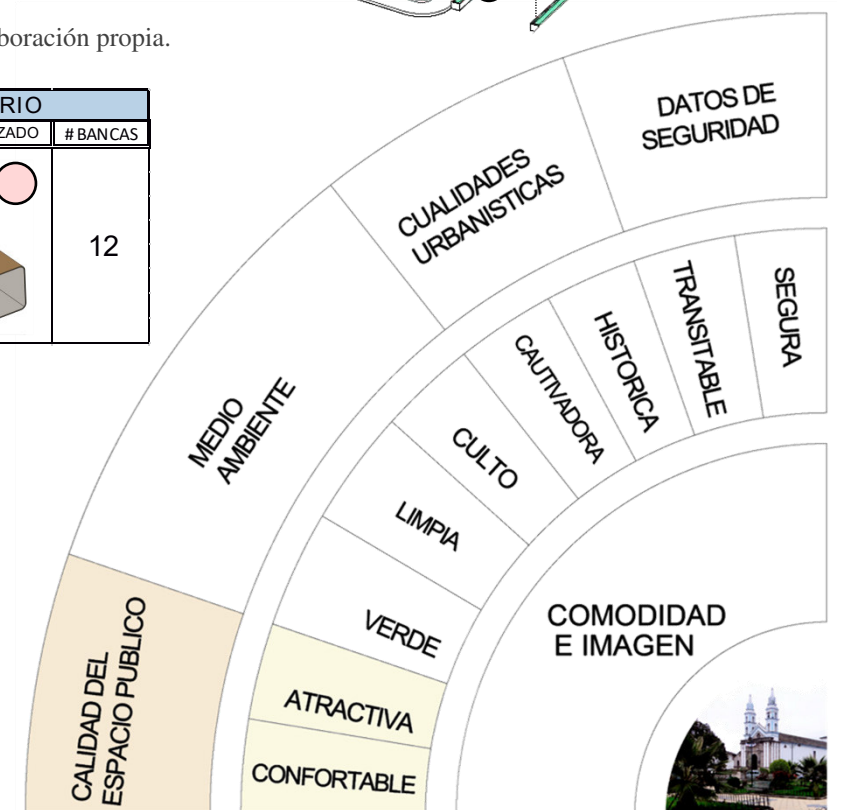 boración propia.
RIO
ZADO
# BANCAS
12
DATOS DE
SEGURIDAD
CUALIDADES
URBANISTICAS
MEDIO
AMBIENTE
CALIDAD DEL
ESPACIO PUBLICO
SEGURA
TRANSITABLE
HISTORICA
CAUTIVADORA
CULTO
LIMPIA
VERDE
ATRACTIVA
CONFORTABLE
COMODIDAD
E IMAGEN